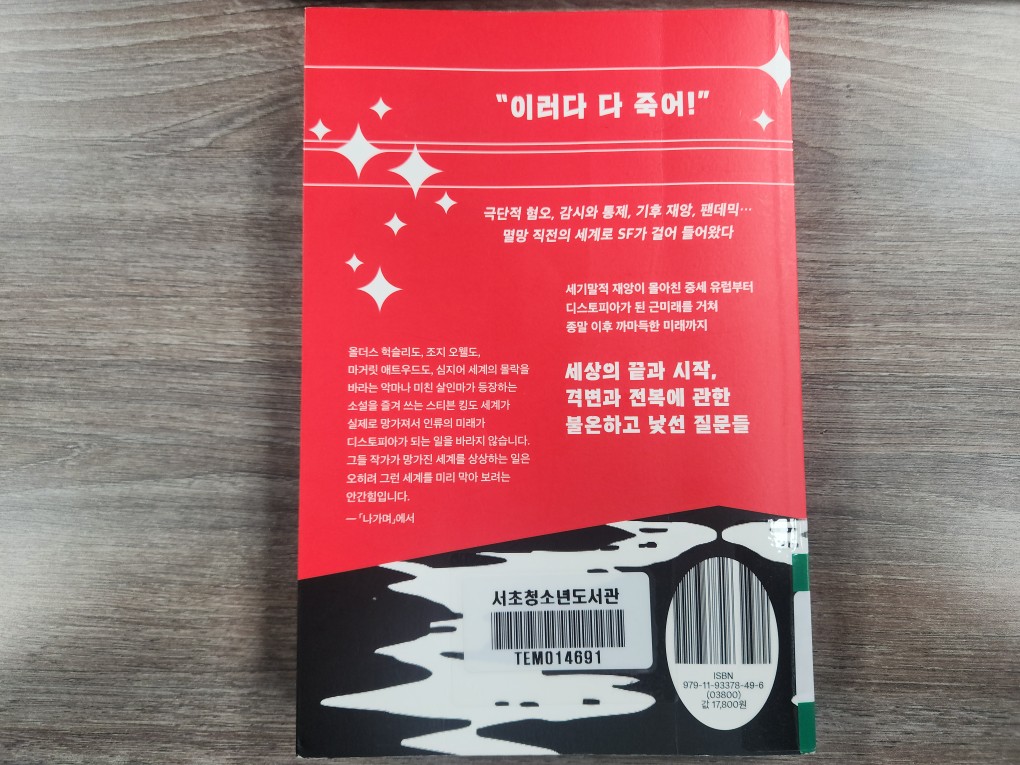 “이러다 다 죽어!”
극단적 혐오, 감시와 통제, 기후 재앙, 팬데믹…
멸망 직전의 세계로 SF가 걸어 들어왔다
세기말적 재앙이 몰아친 중세 유럽부터
디스토피아가 된 근미래를 거쳐
종말 이후 까마득한 미래까지
세상의 끝과 시작,
격변과 전복에 관한
불온하고 낯선 질문들
올더스 헉슬리도, 조지 오웰도,
마거릿 애트우드도, 심지어 세계의 몰락을
바라는 악마나 미친 살인마가 등장하는
소설을 즐겨 쓰는 스티븐 킹도 세계가
실제로 망가져서 인류의 미래가
디스토피아가 되는 일을 바라지 않습니다.
그들 작가가 망가진 세계를 상상하는 일은
오히려 그런 세계를 미리 막아 보려는
안간힘입니다.
—「나가며」에서
서초청소년도서관
TEM014691
ISBN
979-11-93378-49-6
(03800)
값 17,800원